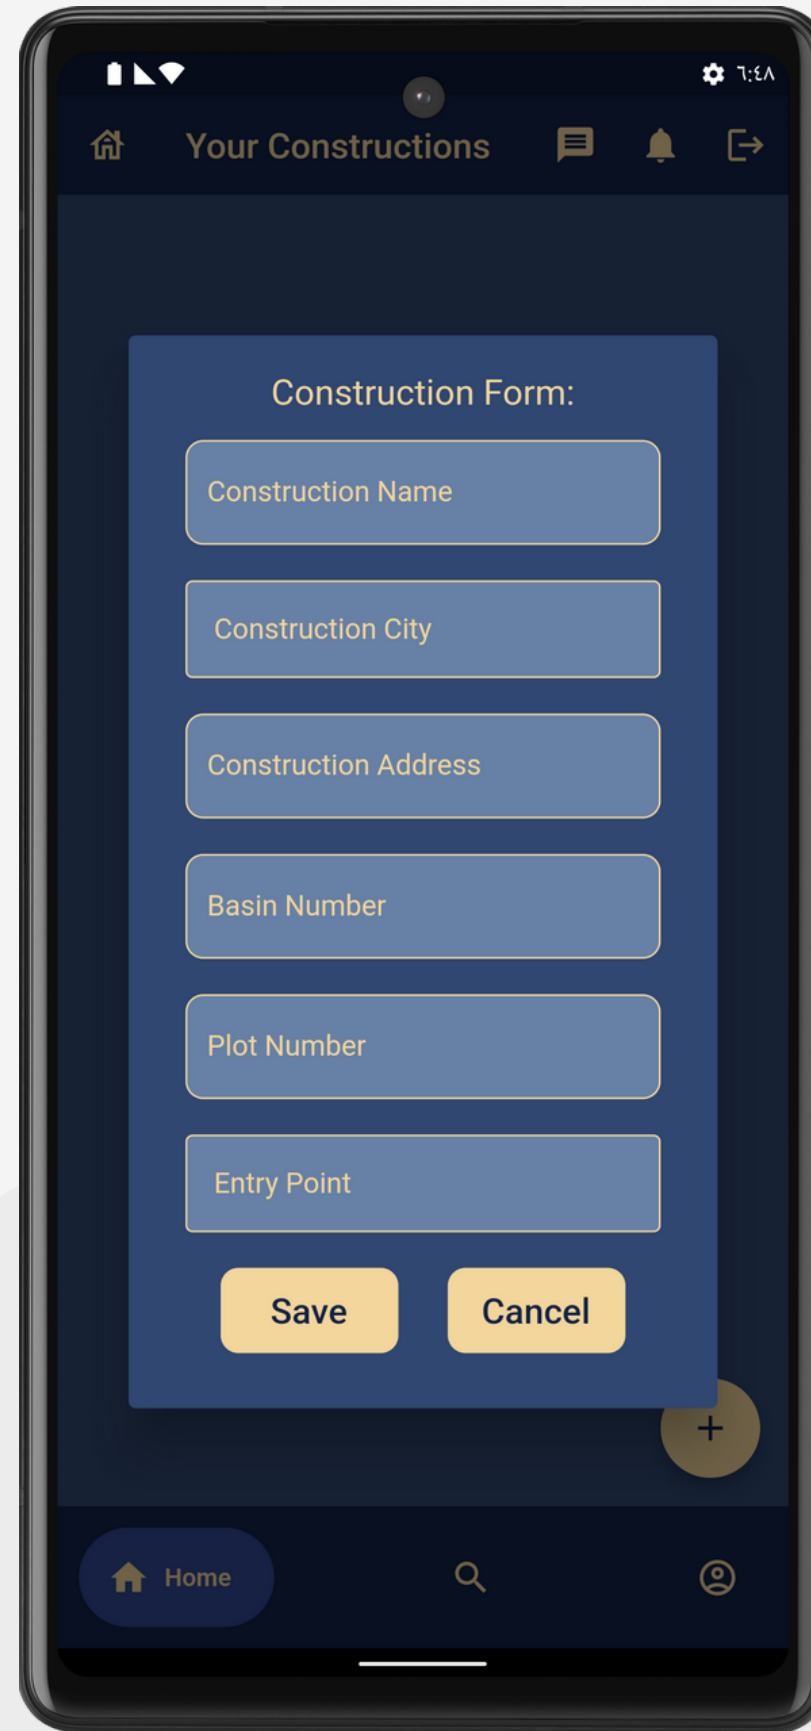 ٦:٤٨
Your Constructions
Construction Form:
Construction Name
Construction City
Construction Address
Basin Number
Plot Number
Entry Point
Save Cancel
+
Home